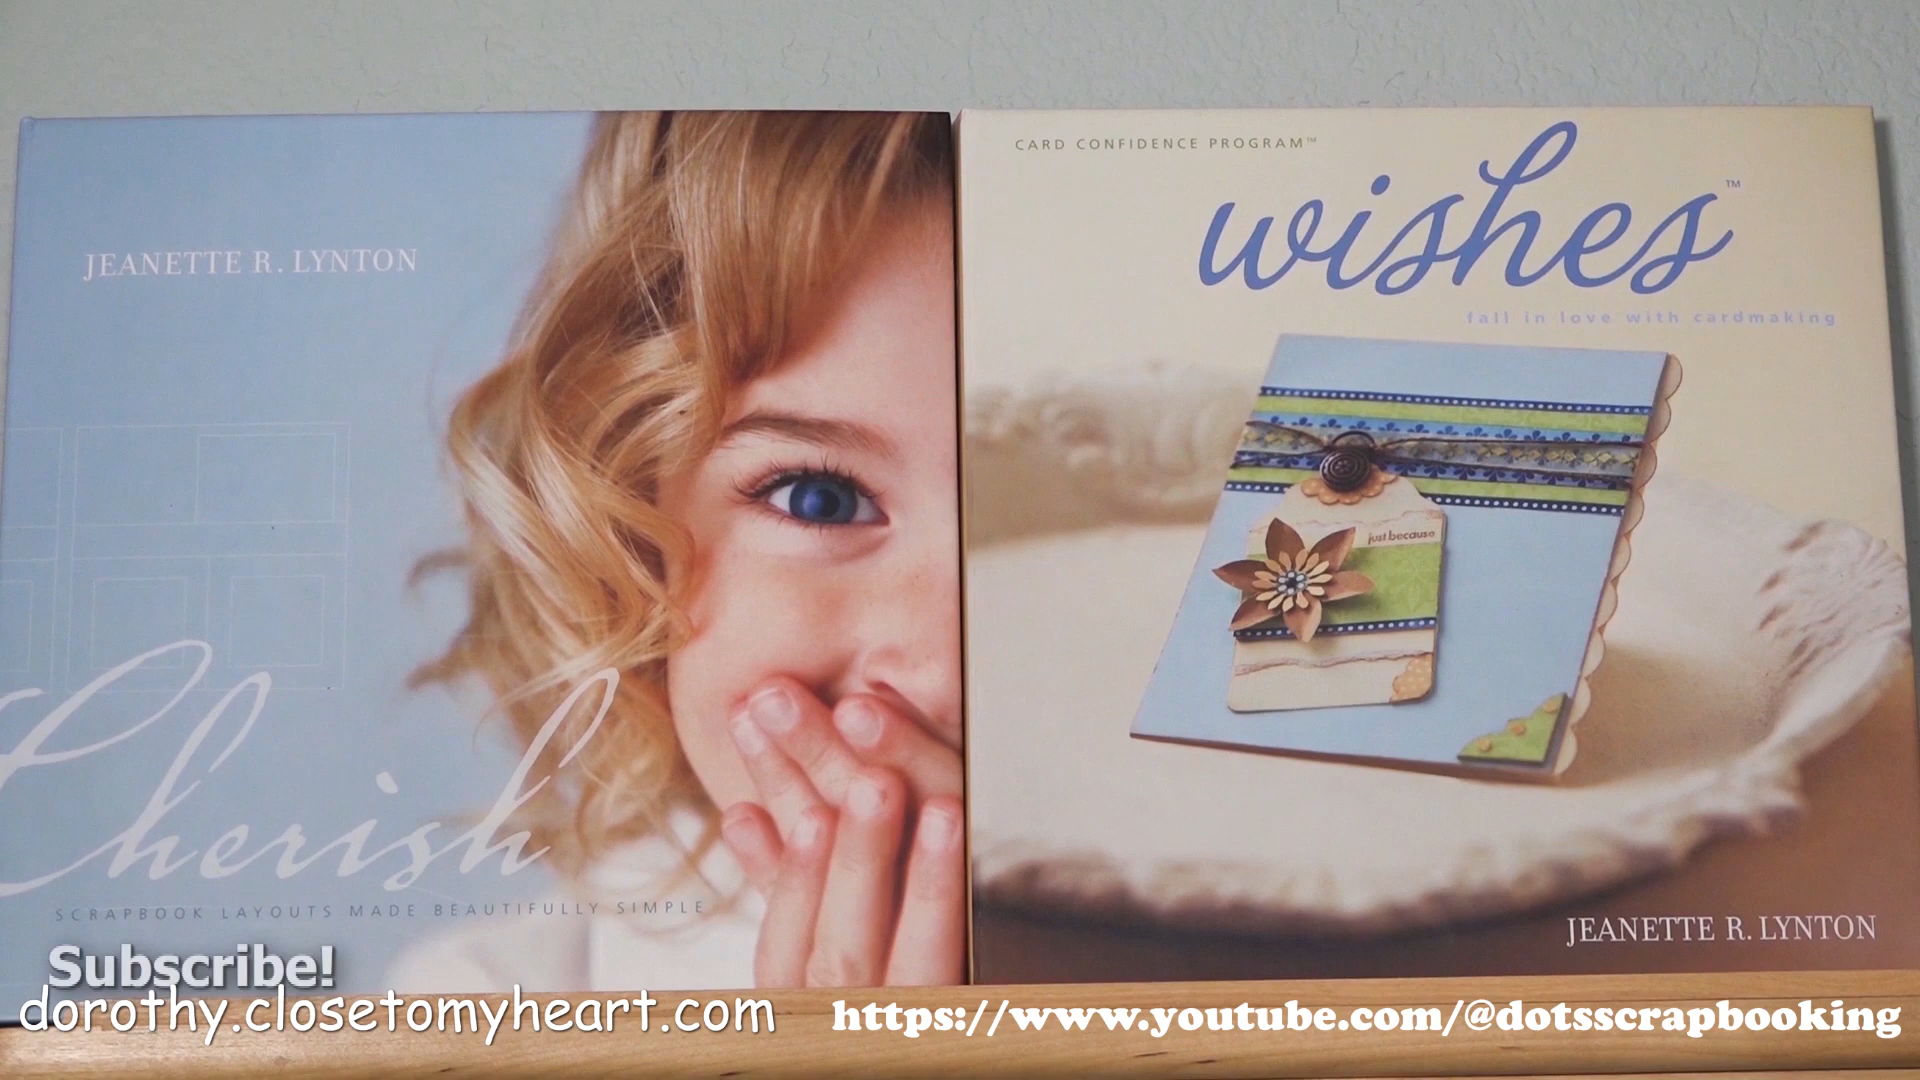 JEANETTE R. LYNTON
Cherish
SCRAPBOOK LAYOUTS MADE BEAUTIFULLY SIMPLE
CARD CONFIDENCE PROGRAM™
wishes™
fall in love with cardmaking
just because
JEANETTE R. LYNTON
Subscribe!
dorothy.closetomyheart.com
https://www.youtube.com/@dotsscrapbooking